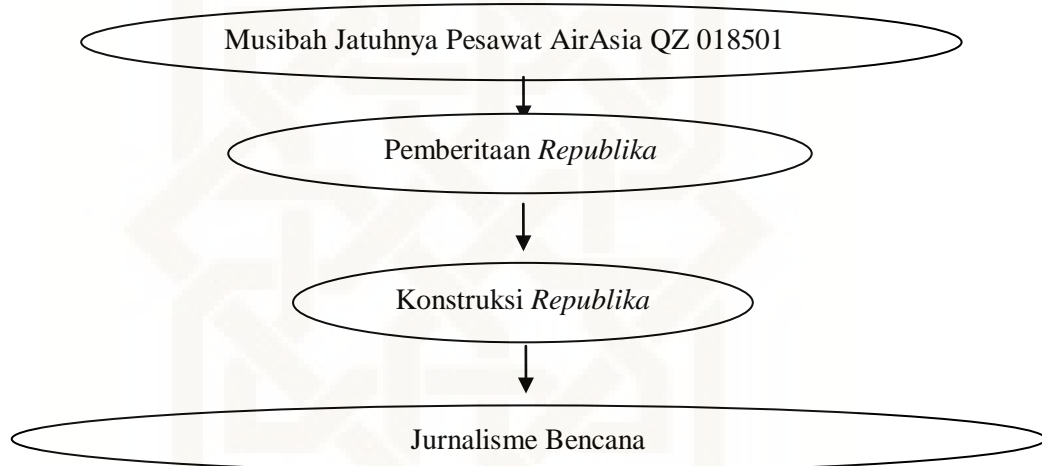 Musibah Jatuhnya Pesawat AirAsia QZ 018501
Pemberitaan Republika
Konstruksi Republika
Jurnalisme Bencana